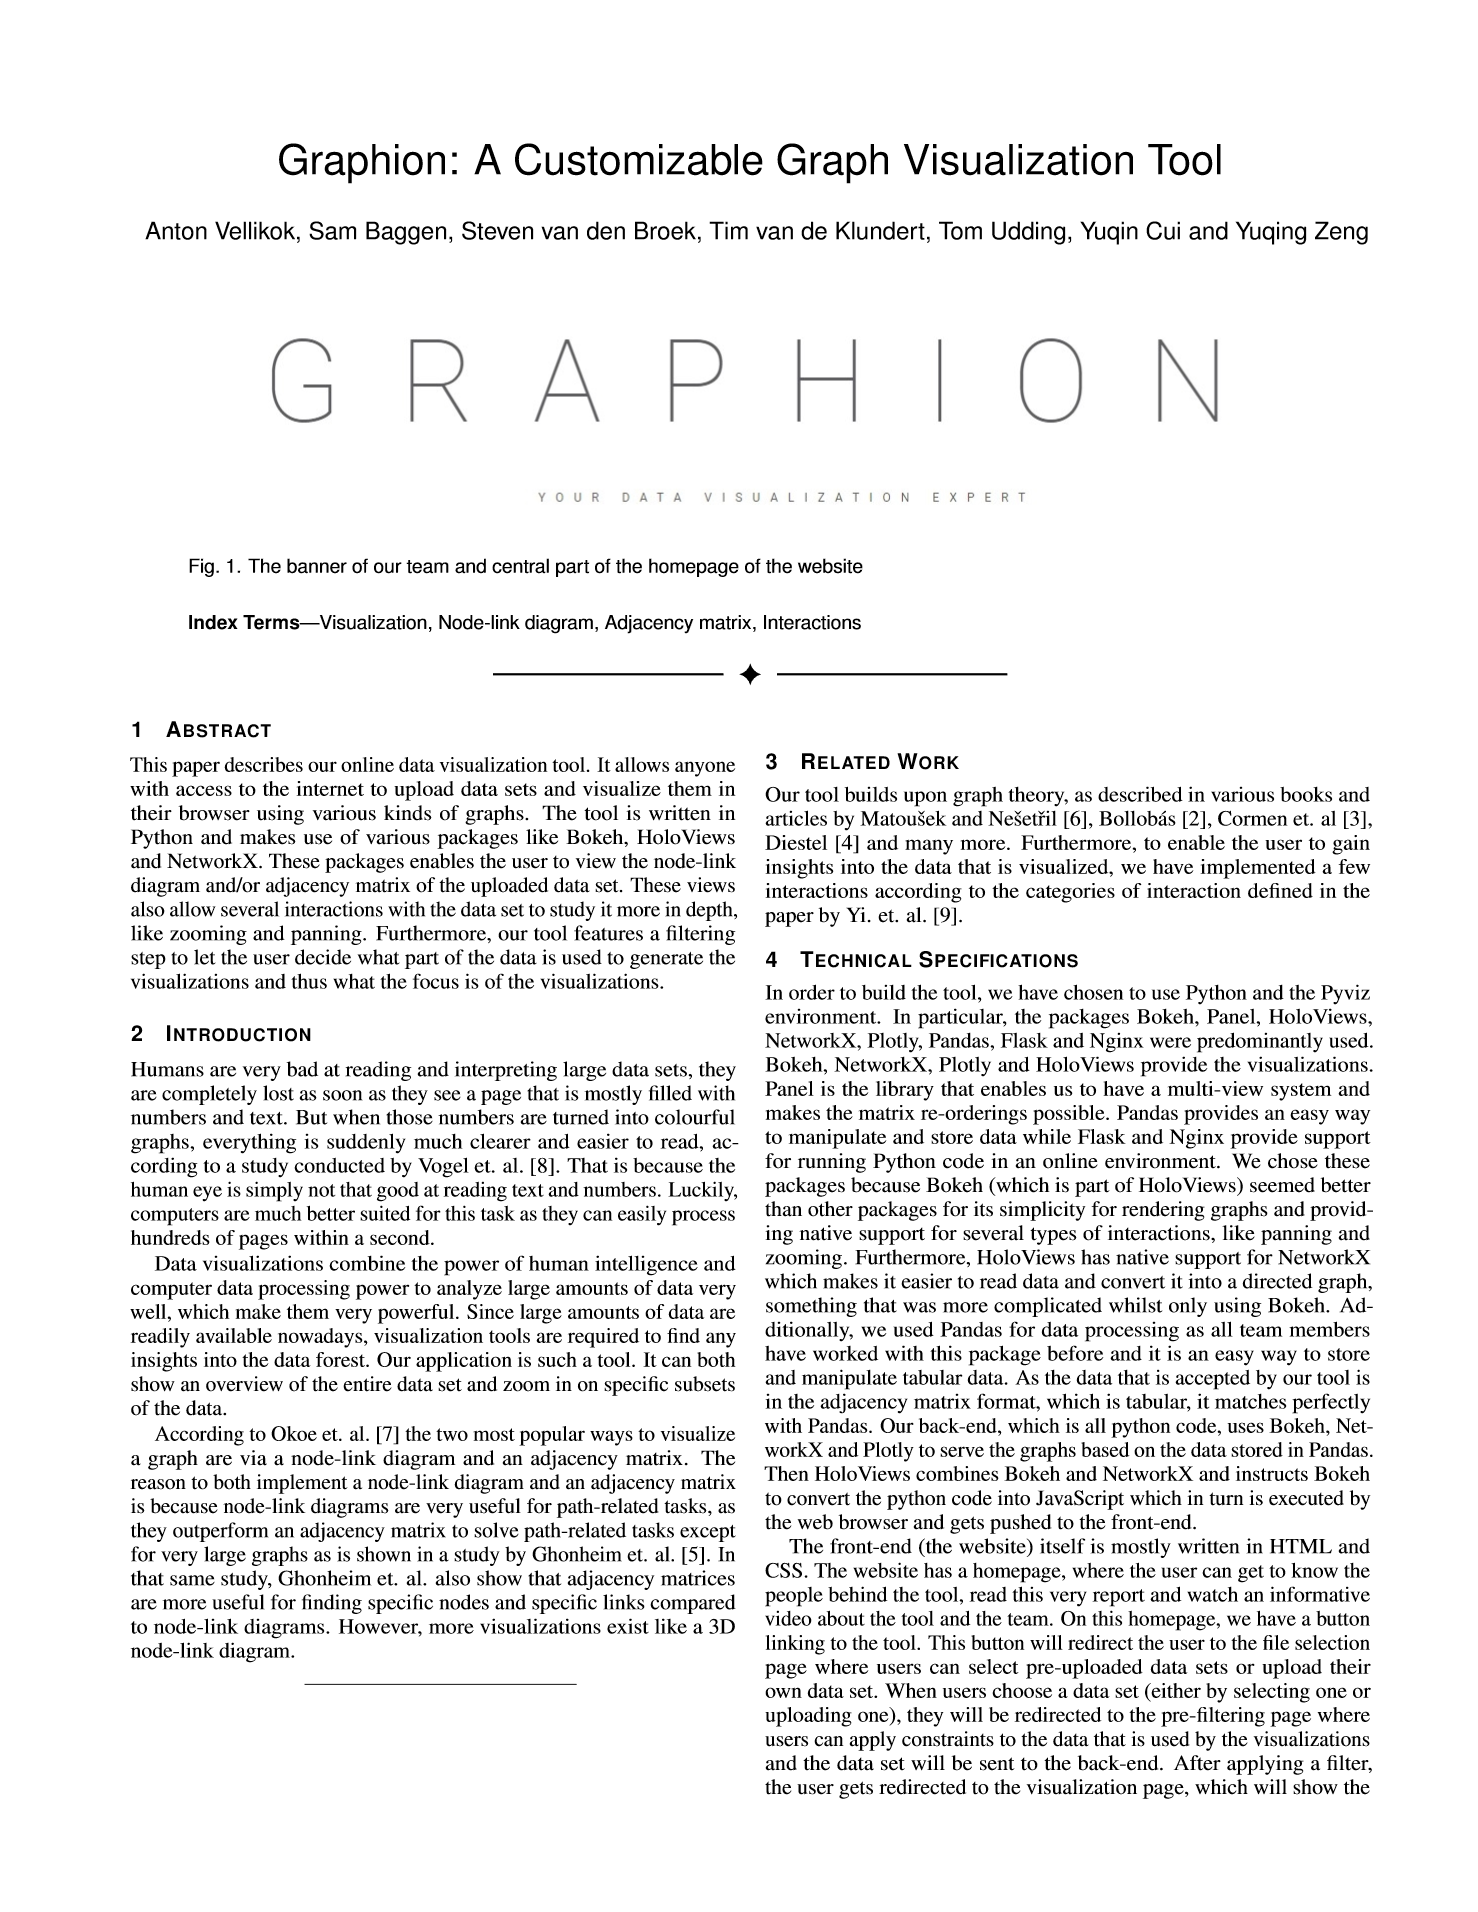 Graphion: A Customizable Graph Visualization Tool
Anton Vellikok, Sam Baggen, Steven van den Broek, Tim van de Klundert, Tom Udding, Yuqin Cui and Yuqing Zeng
GRAPHION
YOUR DATA VISUALIZATION EXPERT
Fig. 1. The banner of our team and central part of the homepage of the website
Index Terms—Visualization, Node-link diagram, Adjacency matrix, Interactions
1 ABSTRACT
This paper describes our online data visualization tool. It allows anyone
with access to the internet to upload data sets and visualize them in
their browser using various kinds of graphs. The tool is written in
Python and makes use of various packages like Bokeh, HoloViews
and NetworkX. These packages enables the user to view the node-link
diagram and/or adjacency matrix of the uploaded data set. These views
also allow several interactions with the data set to study it more in depth,
like zooming and panning. Furthermore, our tool features a filtering
step to let the user decide what part of the data is used to generate the
visualizations and thus what the focus is of the visualizations.
2 INTRODUCTION
Humans are very bad at reading and interpreting large data sets, they
are completely lost as soon as they see a page that is mostly filled with
numbers and text. But when those numbers are turned into colourful
graphs, everything is suddenly much clearer and easier to read, ac-
cording to a study conducted by Vogel et. al. [8]. That is because the
human eye is simply not that good at reading text and numbers. Luckily,
computers are much better suited for this task as they can easily process
hundreds of pages within a second.
Data visualizations combine the power of human intelligence and
computer data processing power to analyze large amounts of data very
well, which make them very powerful. Since large amounts of data are
readily available nowadays, visualization tools are required to find any
insights into the data forest. Our application is such a tool. It can both
show an overview of the entire data set and zoom in on specific subsets
of the data.
According to Okoe et. al. [7] the two most popular ways to visualize
a graph are via a node-link diagram and an adjacency matrix. The
reason to both implement a node-link diagram and an adjacency matrix
is because node-link diagrams are very useful for path-related tasks, as
they outperform an adjacency matrix to solve path-related tasks except
for very large graphs as is shown in a study by Ghonheim et. al. [5]. In
that same study, Ghonheim et. al. also show that adjacency matrices
are more useful for finding specific nodes and specific links compared
to node-link diagrams. However, more visualizations exist like a 3D
node-link diagram.
3 RELATED WORK
Our tool builds upon graph theory, as described in various books and
articles by Matoušek and Nešetřil [6], Bollobás [2], Cormen et. al [3],
Diestel [4] and many more. Furthermore, to enable the user to gain
insights into the data that is visualized, we have implemented a few
interactions according to the categories of interaction defined in the
paper by Yi. et. al. [9].
4 TECHNICAL SPECIFICATIONS
In order to build the tool, we have chosen to use Python and the Pyviz
environment. In particular, the packages Bokeh, Panel, HoloViews,
NetworkX, Plotly, Pandas, Flask and Nginx were predominantly used.
Bokeh, NetworkX, Plotly and HoloViews provide the visualizations.
Panel is the library that enables us to have a multi-view system and
makes the matrix re-orderings possible. Pandas provides an easy way
to manipulate and store data while Flask and Nginx provide support
for running Python code in an online environment. We chose these
packages because Bokeh (which is part of HoloViews) seemed better
than other packages for its simplicity for rendering graphs and provid-
ing native support for several types of interactions, like panning and
zooming. Furthermore, HoloViews has native support for NetworkX
which makes it easier to read data and convert it into a directed graph,
something that was more complicated whilst only using Bokeh. Ad-
ditionally, we used Pandas for data processing as all team members
have worked with this package before and it is an easy way to store
and manipulate tabular data. As the data that is accepted by our tool is
in the adjacency matrix format, which is tabular, it matches perfectly
with Pandas. Our back-end, which is all python code, uses Bokeh, Net-
workX and Plotly to serve the graphs based on the data stored in Pandas.
Then HoloViews combines Bokeh and NetworkX and instructs Bokeh
to convert the python code into JavaScript which in turn is executed by
the web browser and gets pushed to the front-end.
The front-end (the website) itself is mostly written in HTML and
CSS. The website has a homepage, where the user can get to know the
people behind the tool, read this very report and watch an informative
video about the tool and the team. On this homepage, we have a button
linking to the tool. This button will redirect the user to the file selection
page where users can select pre-uploaded data sets or upload their
own data set. When users choose a data set (either by selecting one or
uploading one), they will be redirected to the pre-filtering page where
users can apply constraints to the data that is used by the visualizations
and the data set will be sent to the back-end. After applying a filter,
the user gets redirected to the visualization page, which will show the